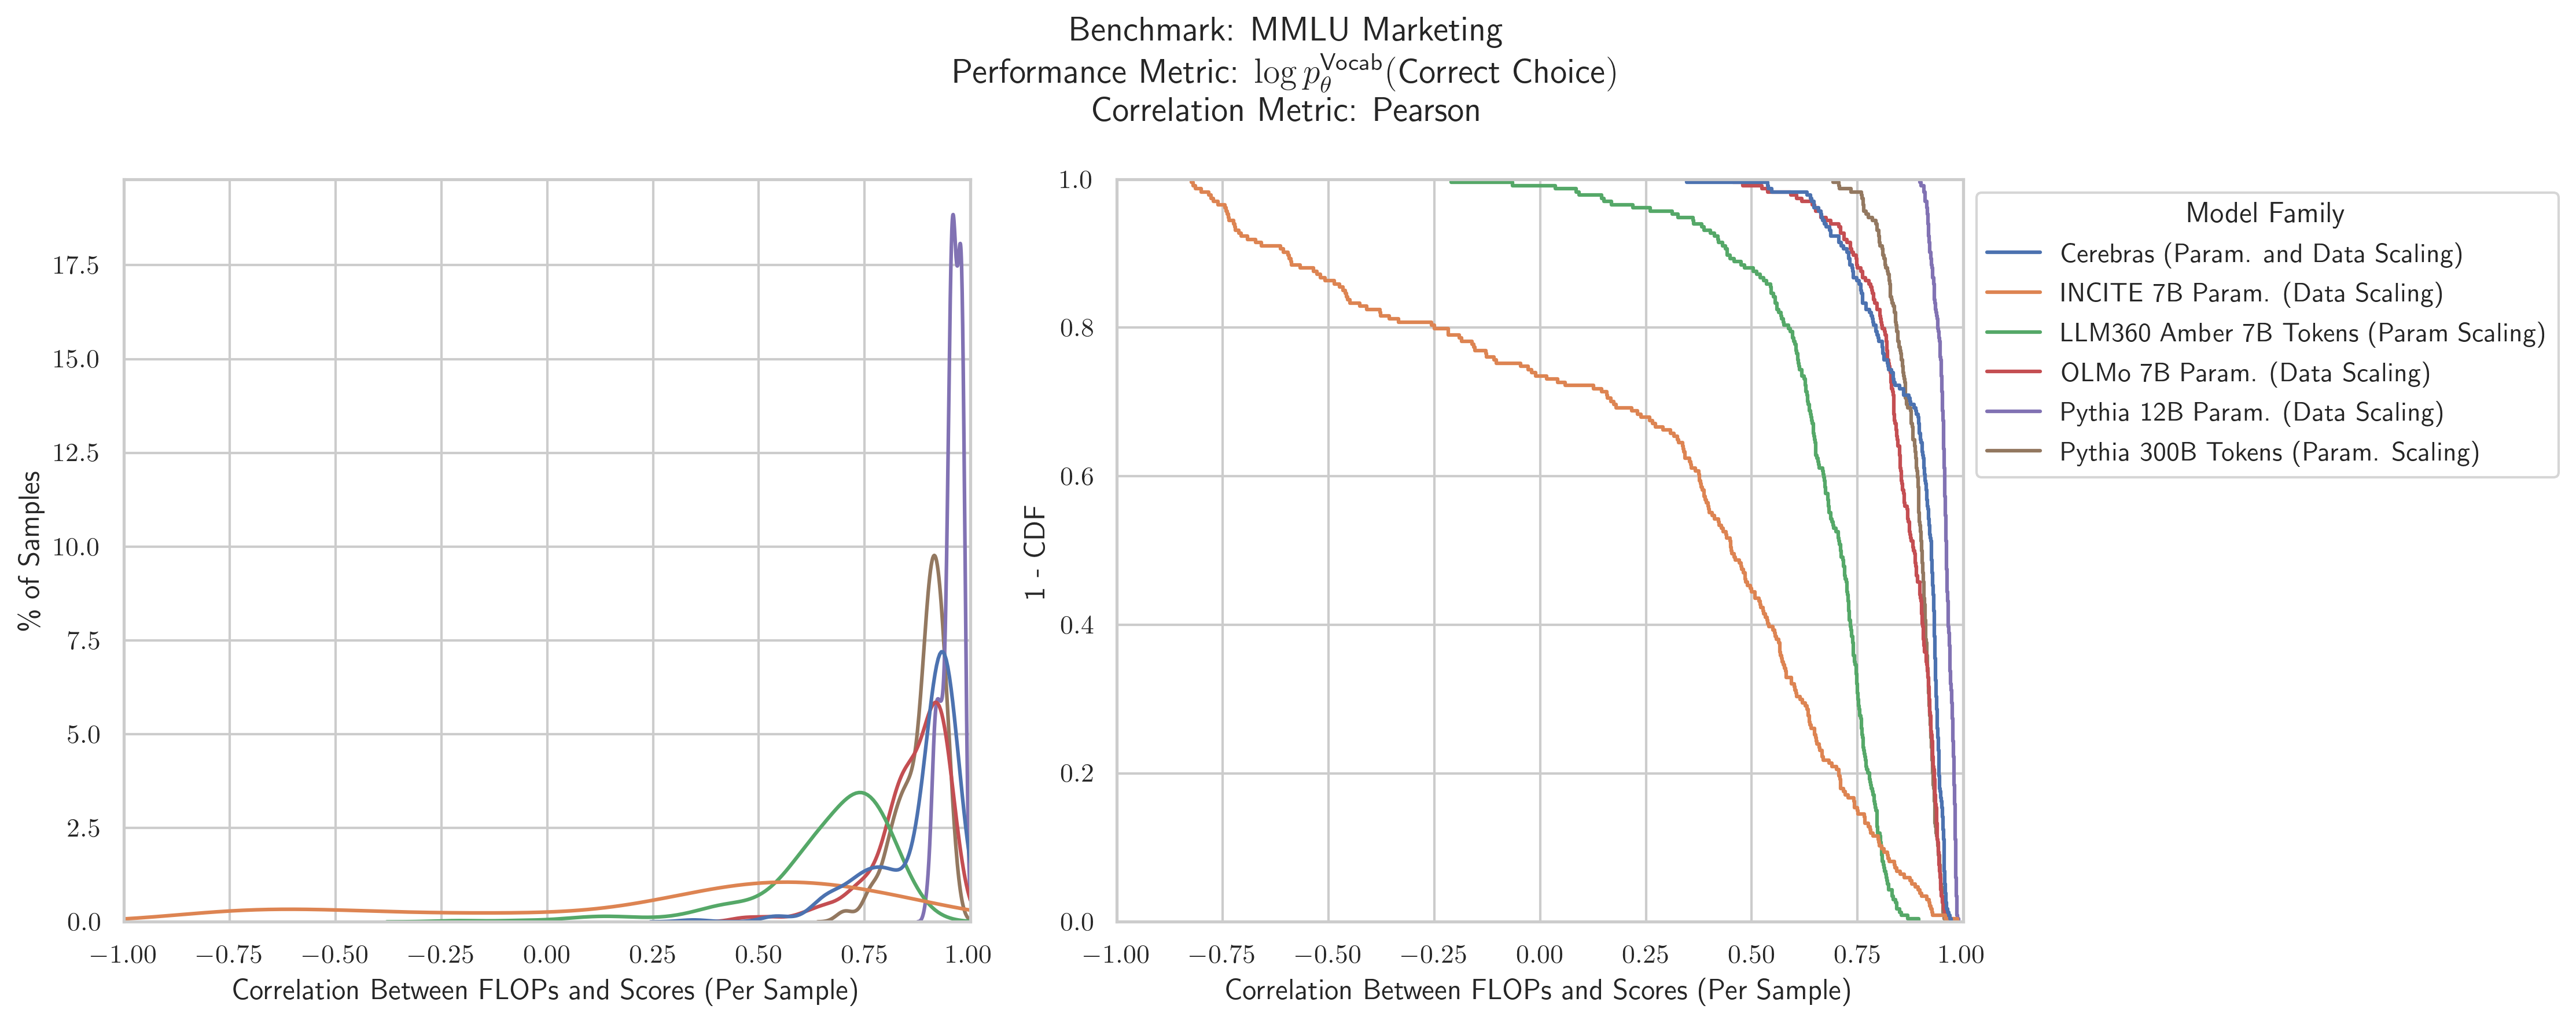 Benchmark: MMLU Marketing
Performance Metric: log p_θ^Vocab(Correct Choice)
Correlation Metric: Pearson
% of Samples
17.5
15.0
12.5
10.0
7.5
5.0
2.5
0.0
−1.00 −0.75 −0.50 −0.25 0.00 0.25 0.50 0.75 1.00
Correlation Between FLOPs and Scores (Per Sample)
1 - CDF
1.0
0.8
0.6
0.4
0.2
0.0
−1.00 −0.75 −0.50 −0.25 0.00 0.25 0.50 0.75 1.00
Correlation Between FLOPs and Scores (Per Sample)
Model Family
Cerebras (Param. and Data Scaling)
INCITE 7B Param. (Data Scaling)
LLM360 Amber 7B Tokens (Param Scaling)
OLMo 7B Param. (Data Scaling)
Pythia 12B Param. (Data Scaling)
Pythia 300B Tokens (Param. Scaling)